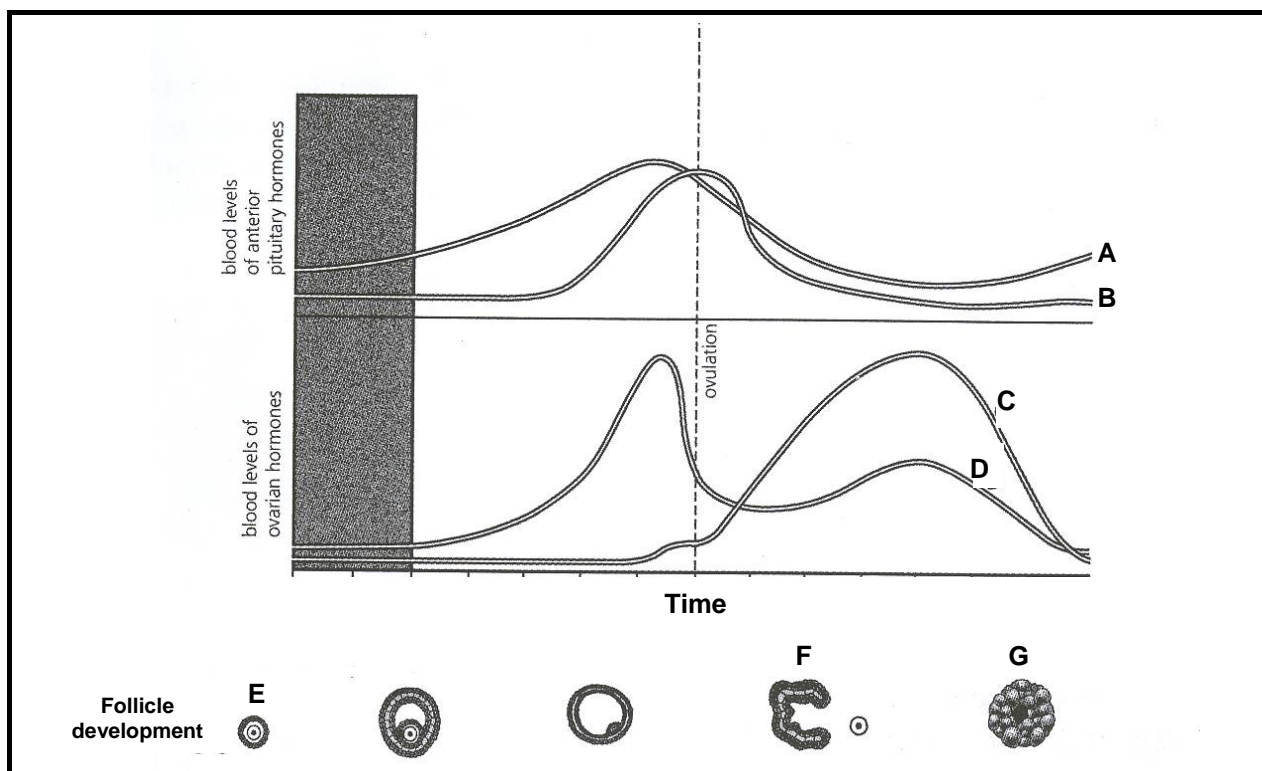 blood levels
of anterior
pituitary hormones
A
B
ovulation
blood levels of
ovarian hormones
C
D
Time
E
F
G
Follicle
development